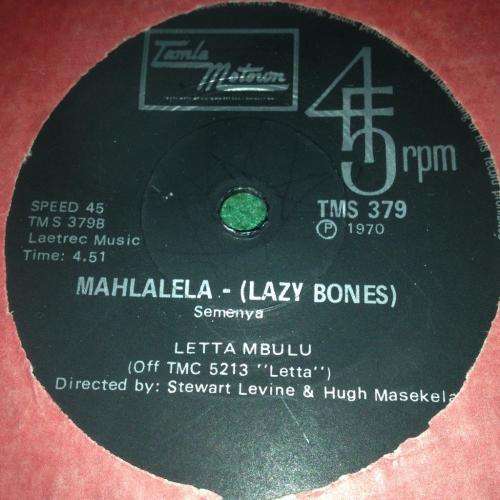 Tamla
Motown
45 rpm
SPEED 45
TMS 379B
Laetrec Music
Time: 4.51
TMS 379
Ⓟ 1970
MAHLALELA - (LAZY BONES)
Semenya
LETTA MBULU
(Off TMC 5213 "Letta")
Directed by: Stewart Levine & Hugh Masekela